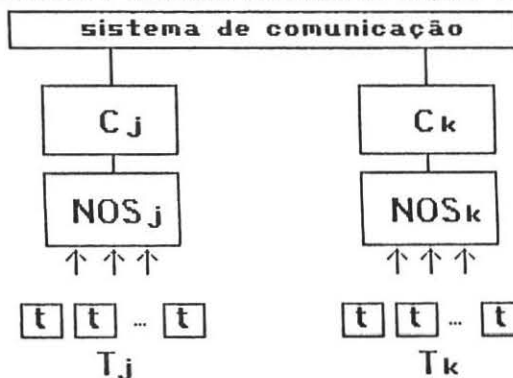 sistema de comunicação
Cj Ck
NOSj NOSk
t t ... t t t ... t
Tj Tk